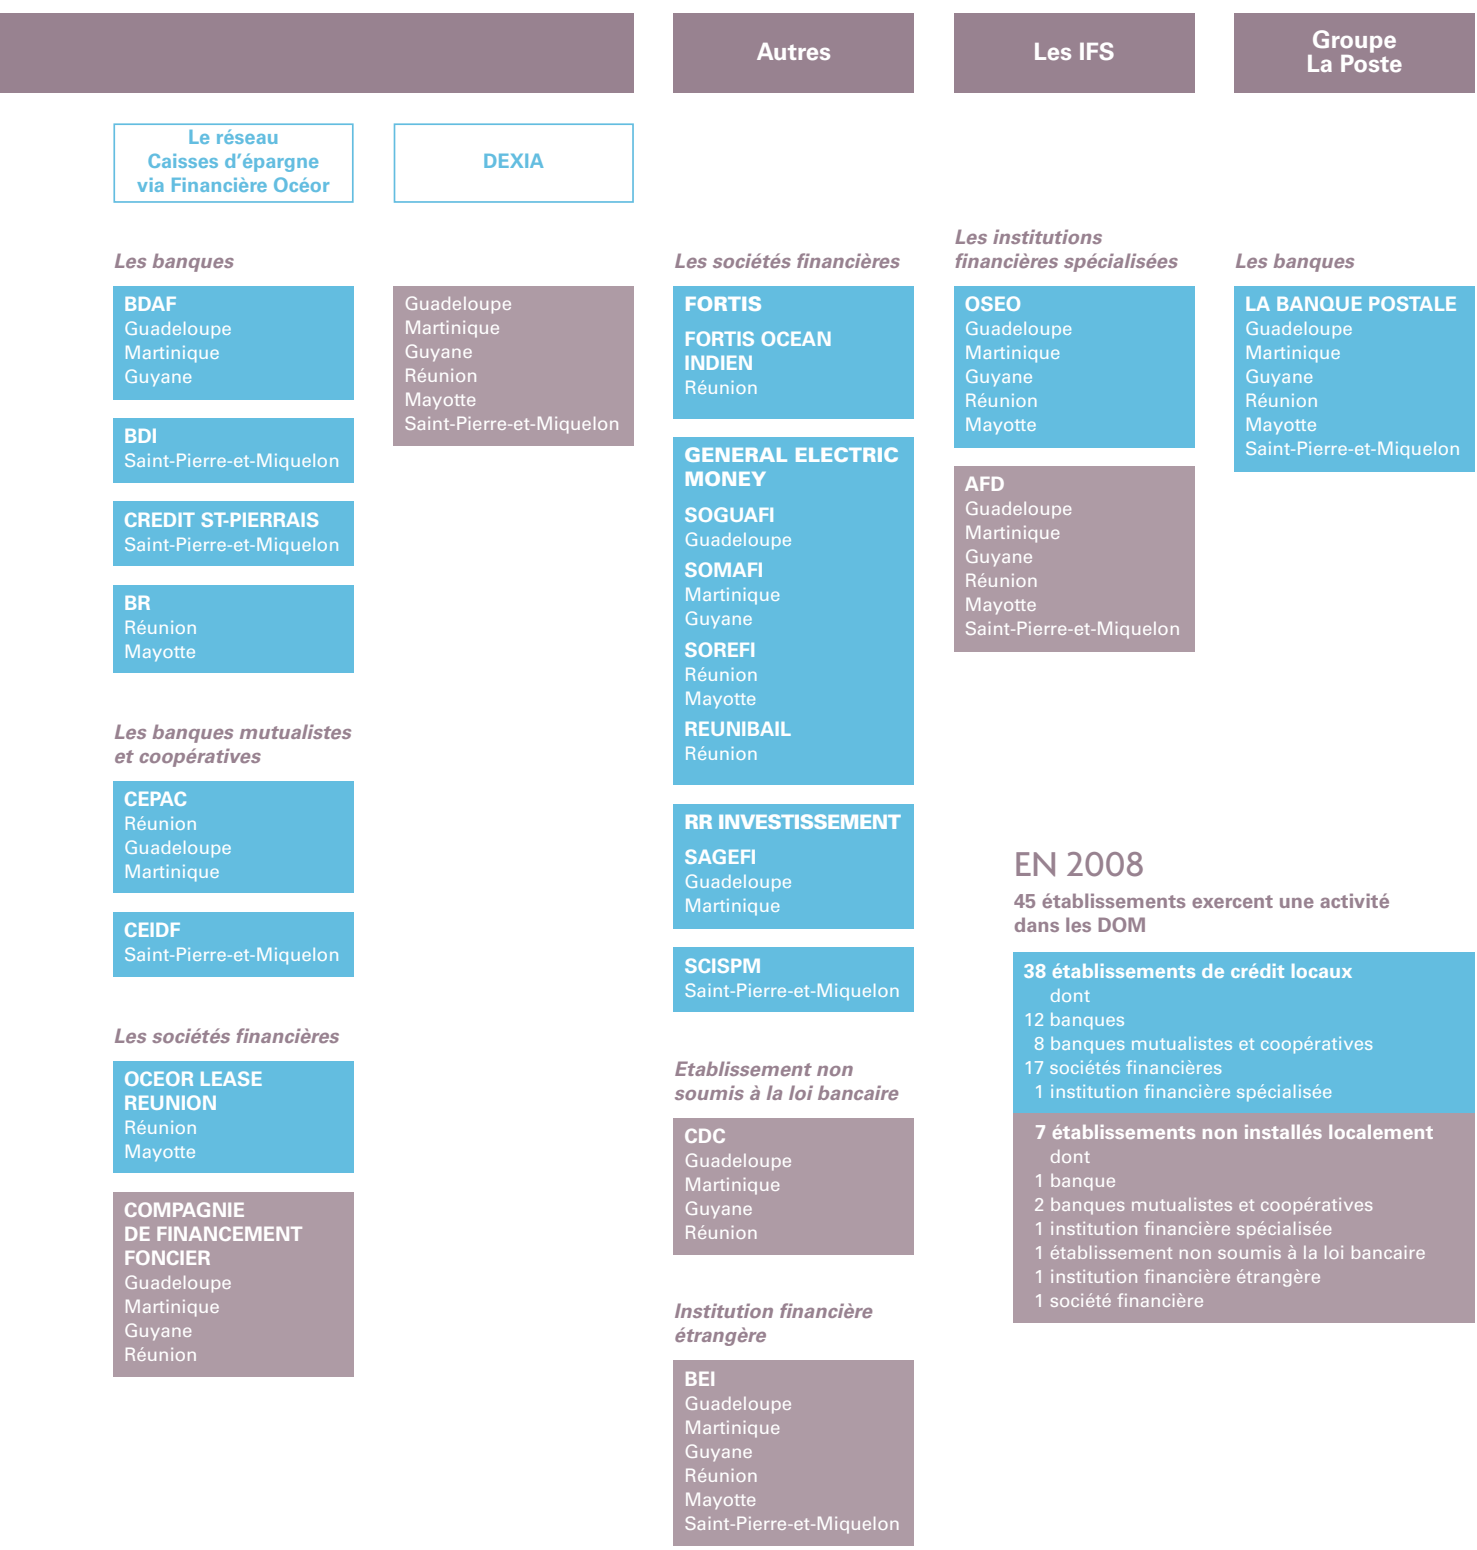 Autres
Les IFS
Groupe
La Poste
Le réseau
Caisses d’épargne
via Financière Océor
DEXIA
Les banques
BDAF
Guadeloupe
Martinique
Guyane
BDI
Saint-Pierre-et-Miquelon
CREDIT ST-PIERRAIS
Saint-Pierre-et-Miquelon
BR
Réunion
Mayotte
Les banques mutualistes
et coopératives
CEPAC
Réunion
Guadeloupe
Martinique
CEIDF
Saint-Pierre-et-Miquelon
Les sociétés financières
OCEOR LEASE
REUNION
Réunion
Mayotte
COMPAGNIE
DE FINANCEMENT
FONCIER
Guadeloupe
Martinique
Guyane
Réunion
Guadeloupe
Martinique
Guyane
Réunion
Mayotte
Saint-Pierre-et-Miquelon
Les sociétés financières
FORTIS
FORTIS OCEAN
INDIEN
Réunion
GENERAL ELECTRIC
MONEY
SOGUAFI
Guadeloupe
SOMAFI
Martinique
Guyane
SOREFI
Réunion
Mayotte
REUNIBAIL
Réunion
RR INVESTISSEMENT
SAGEFI
Guadeloupe
Martinique
SCISPM
Saint-Pierre-et-Miquelon
Etablissement non
soumis à la loi bancaire
CDC
Guadeloupe
Martinique
Guyane
Réunion
Institution financière
étrangère
BEI
Guadeloupe
Martinique
Guyane
Réunion
Mayotte
Saint-Pierre-et-Miquelon
Les institutions
financières spécialisées
OSEO
Guadeloupe
Martinique
Guyane
Réunion
Mayotte
AFD
Guadeloupe
Martinique
Guyane
Réunion
Mayotte
Saint-Pierre-et-Miquelon
Les banques
LA BANQUE POSTALE
Guadeloupe
Martinique
Guyane
Réunion
Mayotte
Saint-Pierre-et-Miquelon
EN 2008
45 établissements exercent une activité
dans les DOM
38 établissements de crédit locaux
dont
12 banques
8 banques mutualistes et coopératives
17 sociétés financières
1 institution financière spécialisée
7 établissements non installés localement
dont
1 banque
2 banques mutualistes et coopératives
1 institution financière spécialisée
1 établissement non soumis à la loi bancaire
1 institution financière étrangère
1 société financière